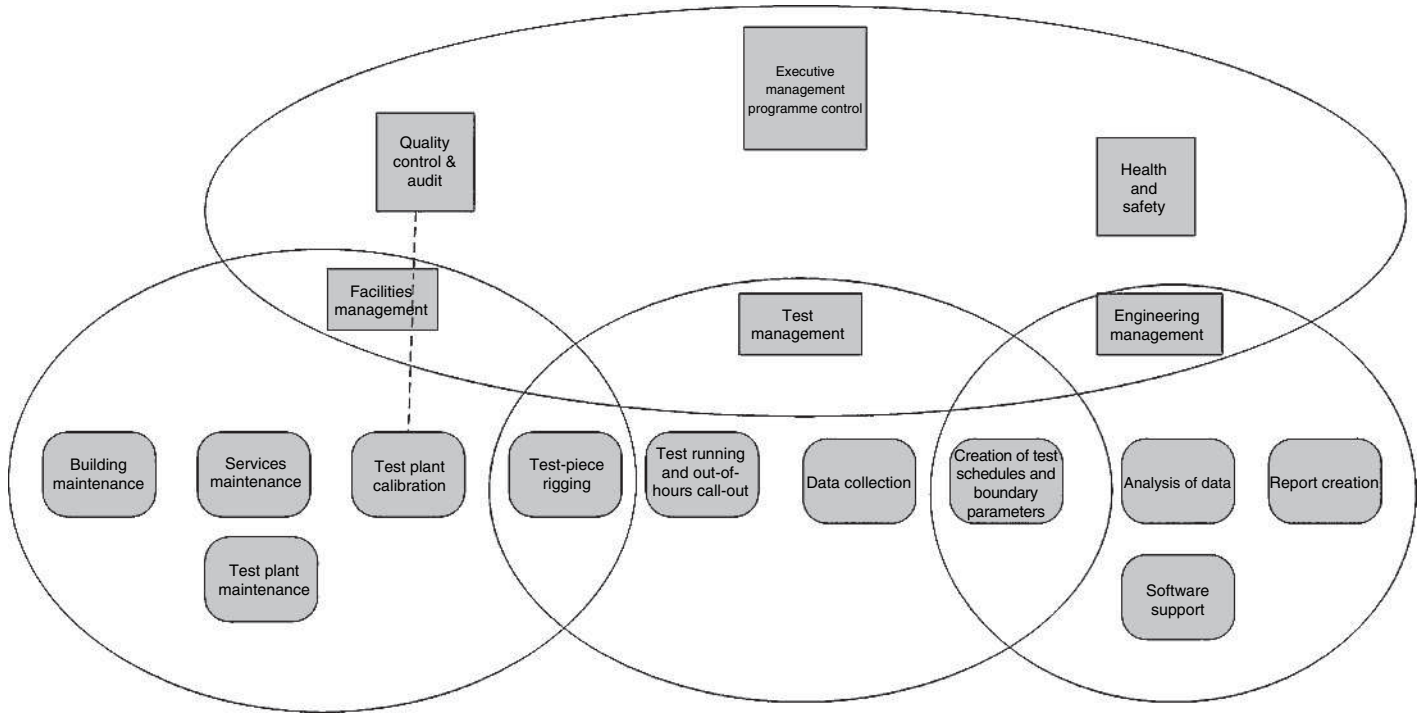 Executive
management
programme control
Quality
control &
audit
Health
and
safety
Facilities
management
Test
management
Engineering
management
Building
maintenance
Services
maintenance
Test plant
calibration
Test-piece
rigging
Test running
and out-of-
hours call-out
Data collection
Creation of test
schedules and
boundary
parameters
Analysis of data
Report creation
Test plant
maintenance
Software
support